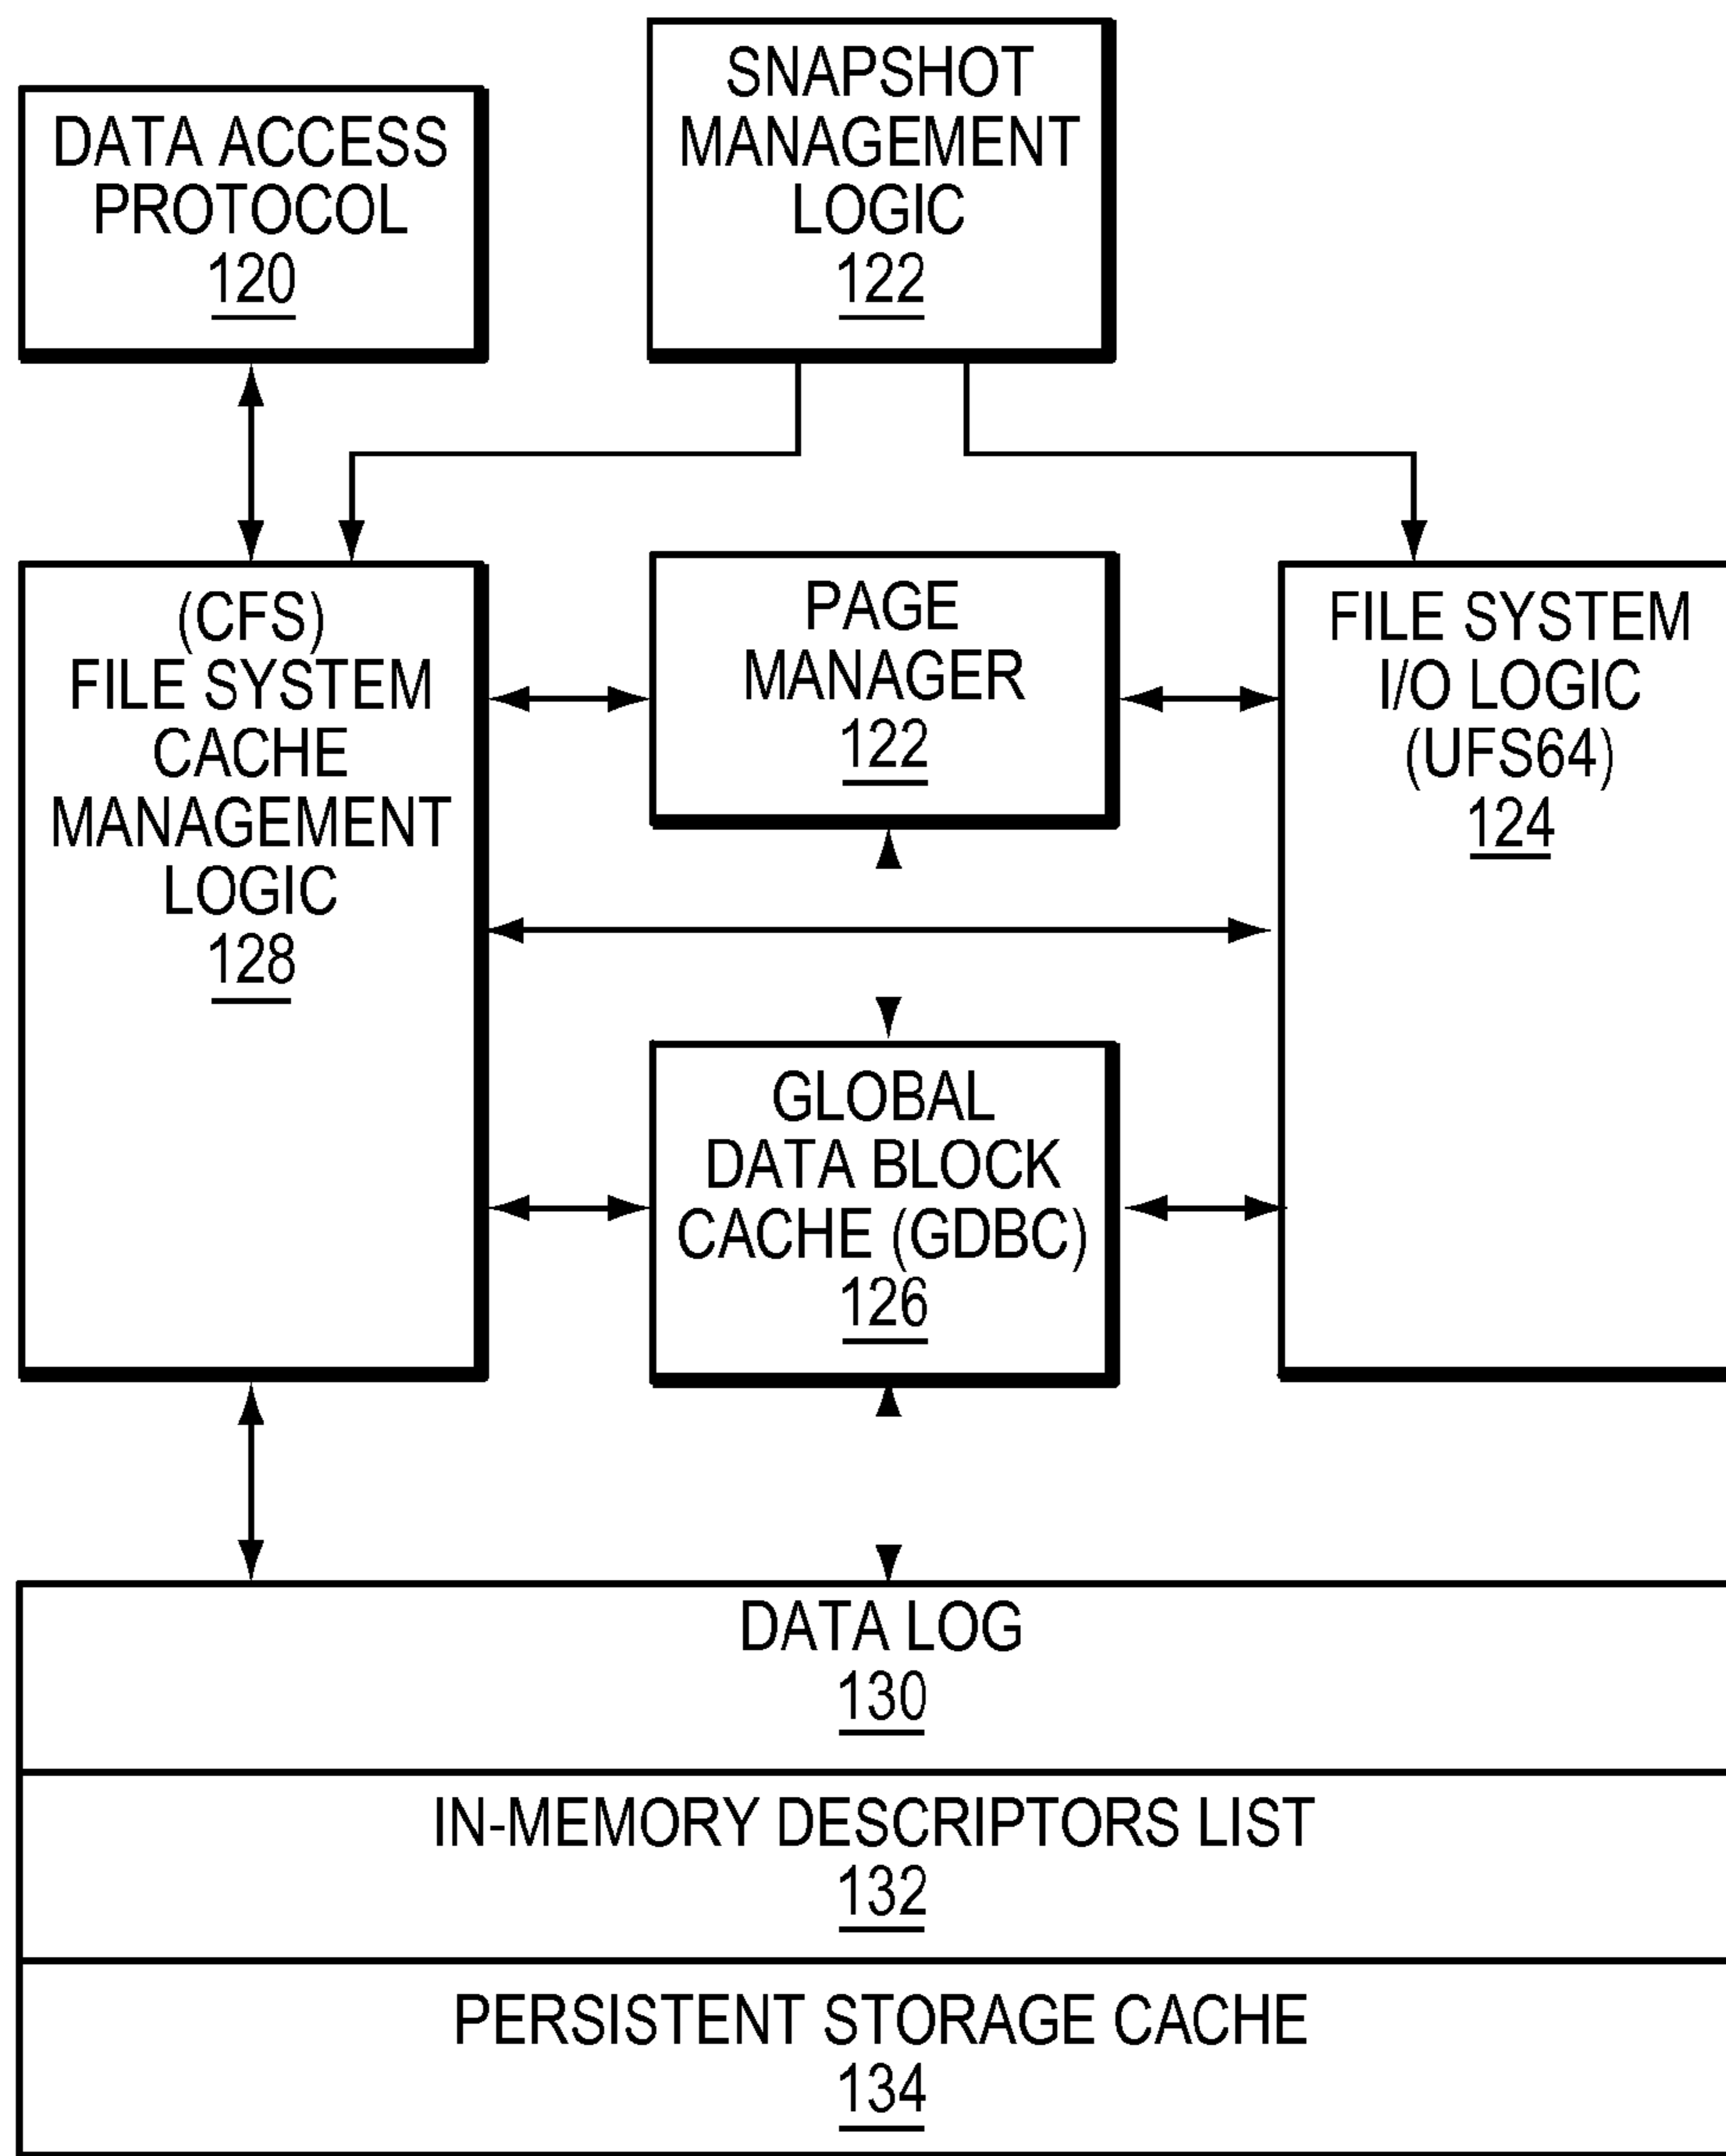 DATA ACCESS
PROTOCOL
120
SNAPSHOT
MANAGEMENT
LOGIC
122
(CFS)
FILE SYSTEM
CACHE
MANAGEMENT
LOGIC
128
PAGE
MANAGER
122
FILE SYSTEM
I/O LOGIC
(UFS64)
124
GLOBAL
DATA BLOCK
CACHE (GDBC)
126
DATA LOG
130
IN-MEMORY DESCRIPTORS LIST
132
PERSISTENT STORAGE CACHE
134